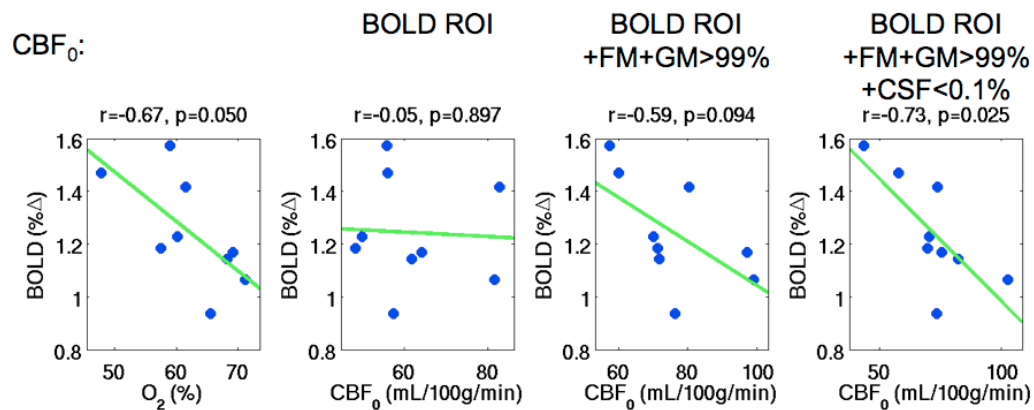 CBF₀:
BOLD ROI
BOLD ROI
+FM+GM>99%
BOLD ROI
+FM+GM>99%
+CSF<0.1%
r=-0.67, p=0.050
r=-0.05, p=0.897
r=-0.59, p=0.094
r=-0.73, p=0.025
BOLD (%Δ)
1.6
1.4
1.2
1
0.8
50 60 70
O₂ (%)
BOLD (%Δ)
1.6
1.4
1.2
1
0.8
60 80
CBF₀ (mL/100g/min)
BOLD (%Δ)
1.6
1.4
1.2
1
0.8
60 80 100
CBF₀ (mL/100g/min)
BOLD (%Δ)
1.6
1.4
1.2
1
0.8
50 100
CBF₀ (mL/100g/min)